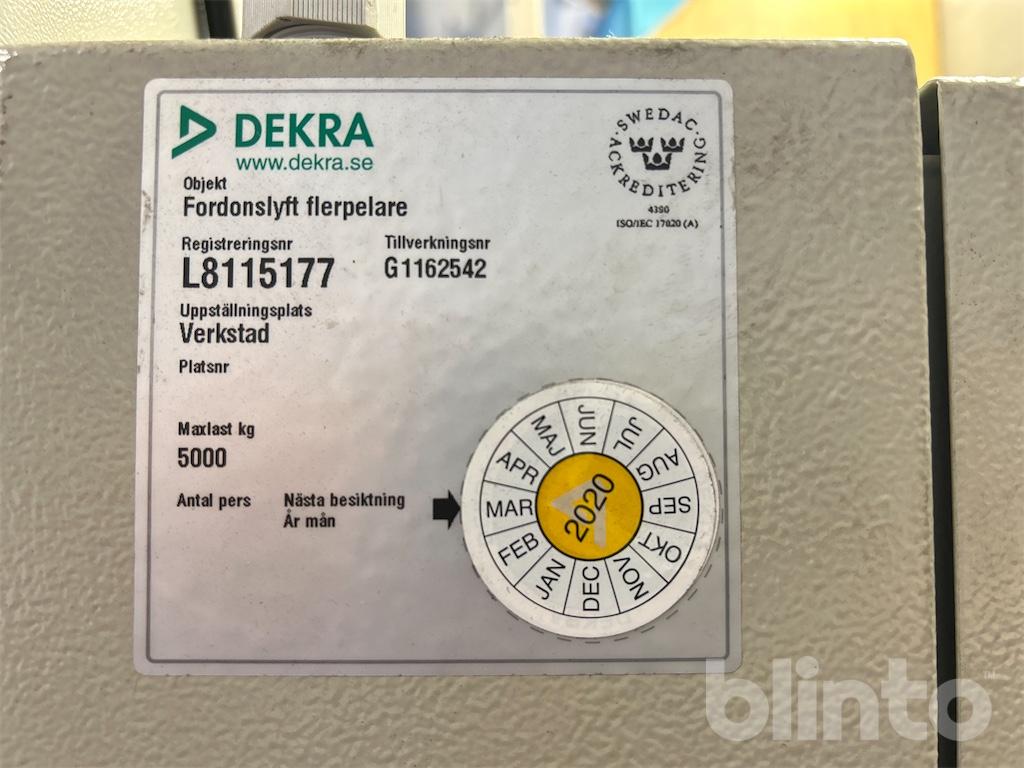 DEKRA
www.dekra.se
SWEDAC
ACKREDITERING
4390
ISO/IEC 17020 (A)
Objekt
Fordonslyft flerpelare
Registreringsnr
Tillverkningsnr
L8115177
G1162542
Uppställningsplats
Verkstad
Platsnr
Maxlast kg
5000
Antal pers
Nästa besiktning
År mån
JAN
FEB
MAR
APR
MAJ
JUN
JUL
AUG
SEP
OKT
NOV
DEC
2020
blinto™